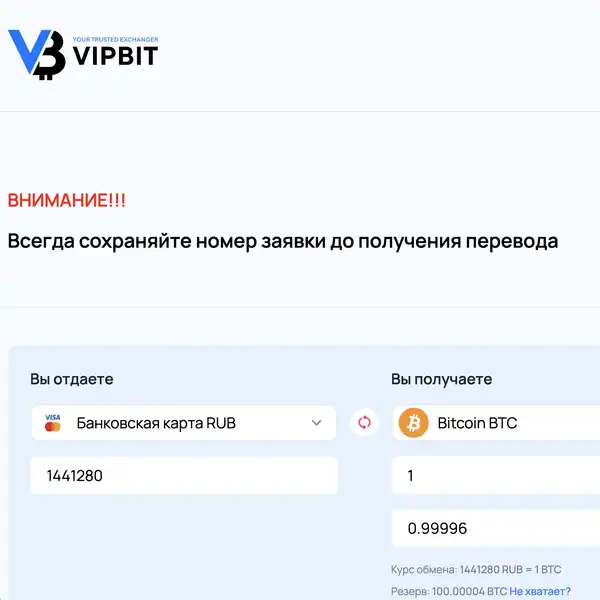 YOUR TRUSTED EXCHANGER
VIPBIT
ВНИМАНИЕ!!!
Всегда сохраняйте номер заявки до получения перевода
Вы отдаете
Вы получаете
VISA
Банковская карта RUB
Bitcoin BTC
1441280
1
0.99996
Курс обмена: 1441280 RUB = 1 BTC
Резерв: 100.00004 BTC Не хватает?